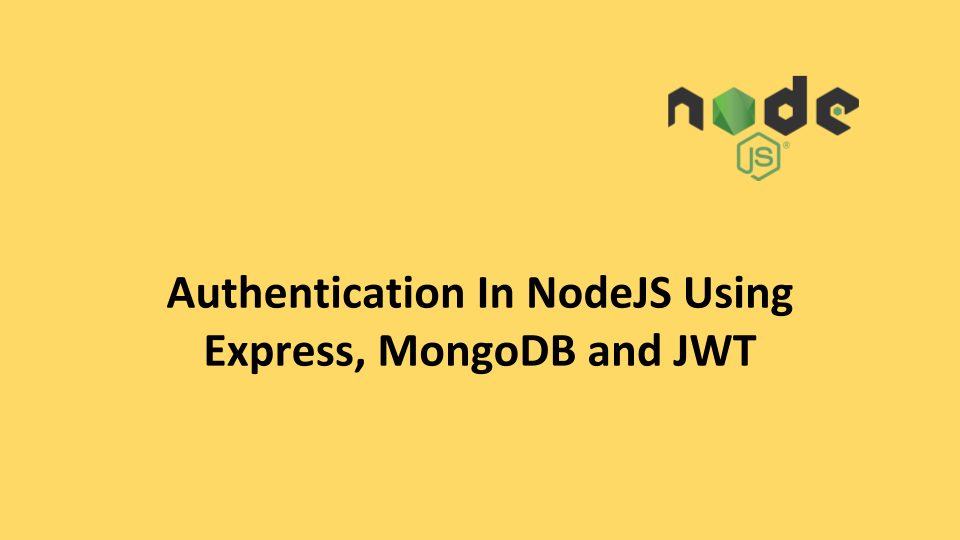 node
JS®
Authentication In NodeJS Using
Express, MongoDB and JWT